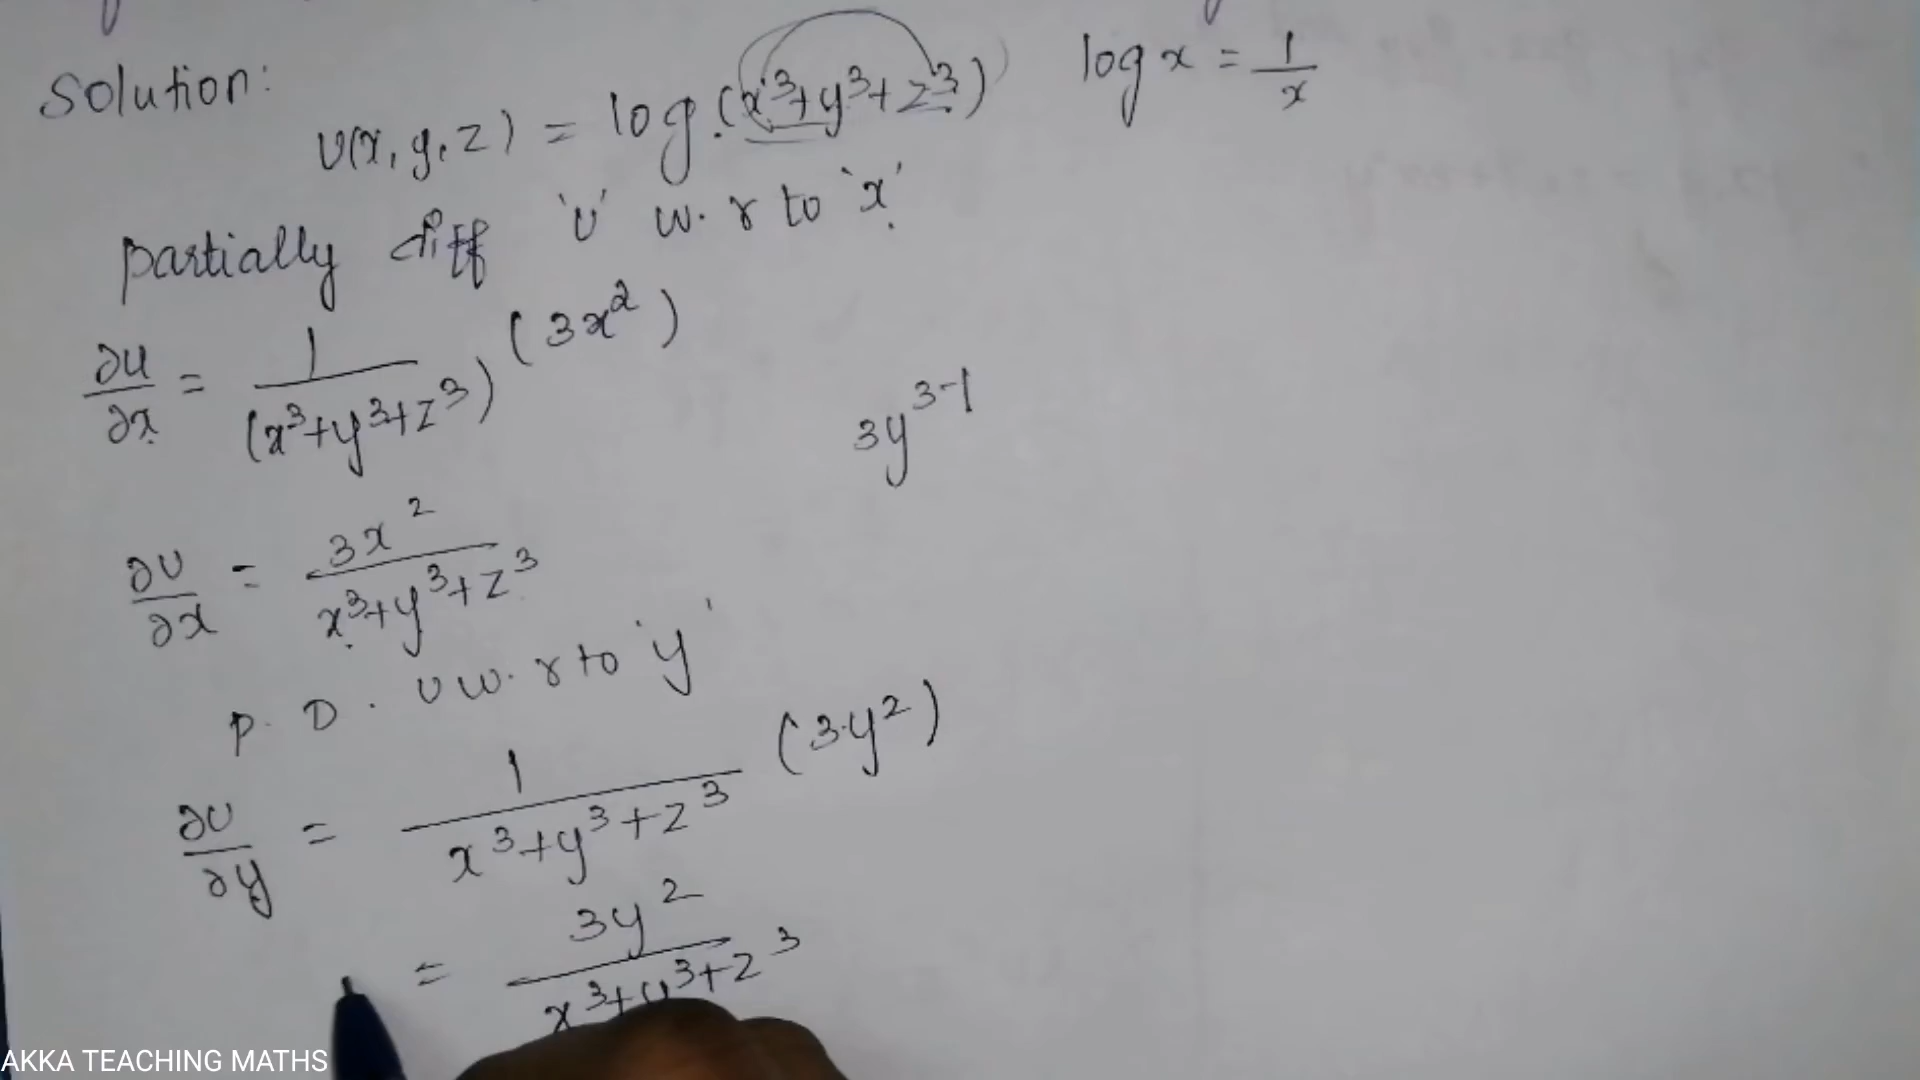 Solution:
U(x, y, z) = log (x³+y³+z³)
log x = 1/x
partially diff 'U' w.r to 'x'
∂u/∂x = 1/(x³+y³+z³) (3x²)
3y³⁻¹
∂U/∂x = 3x²/x³+y³+z³
P. D. U w.r to 'y'
∂U/∂y = 1/x³+y³+z³ (3y²)
= 3y²/x³+y³+z³
AKKA TEACHING MATHS